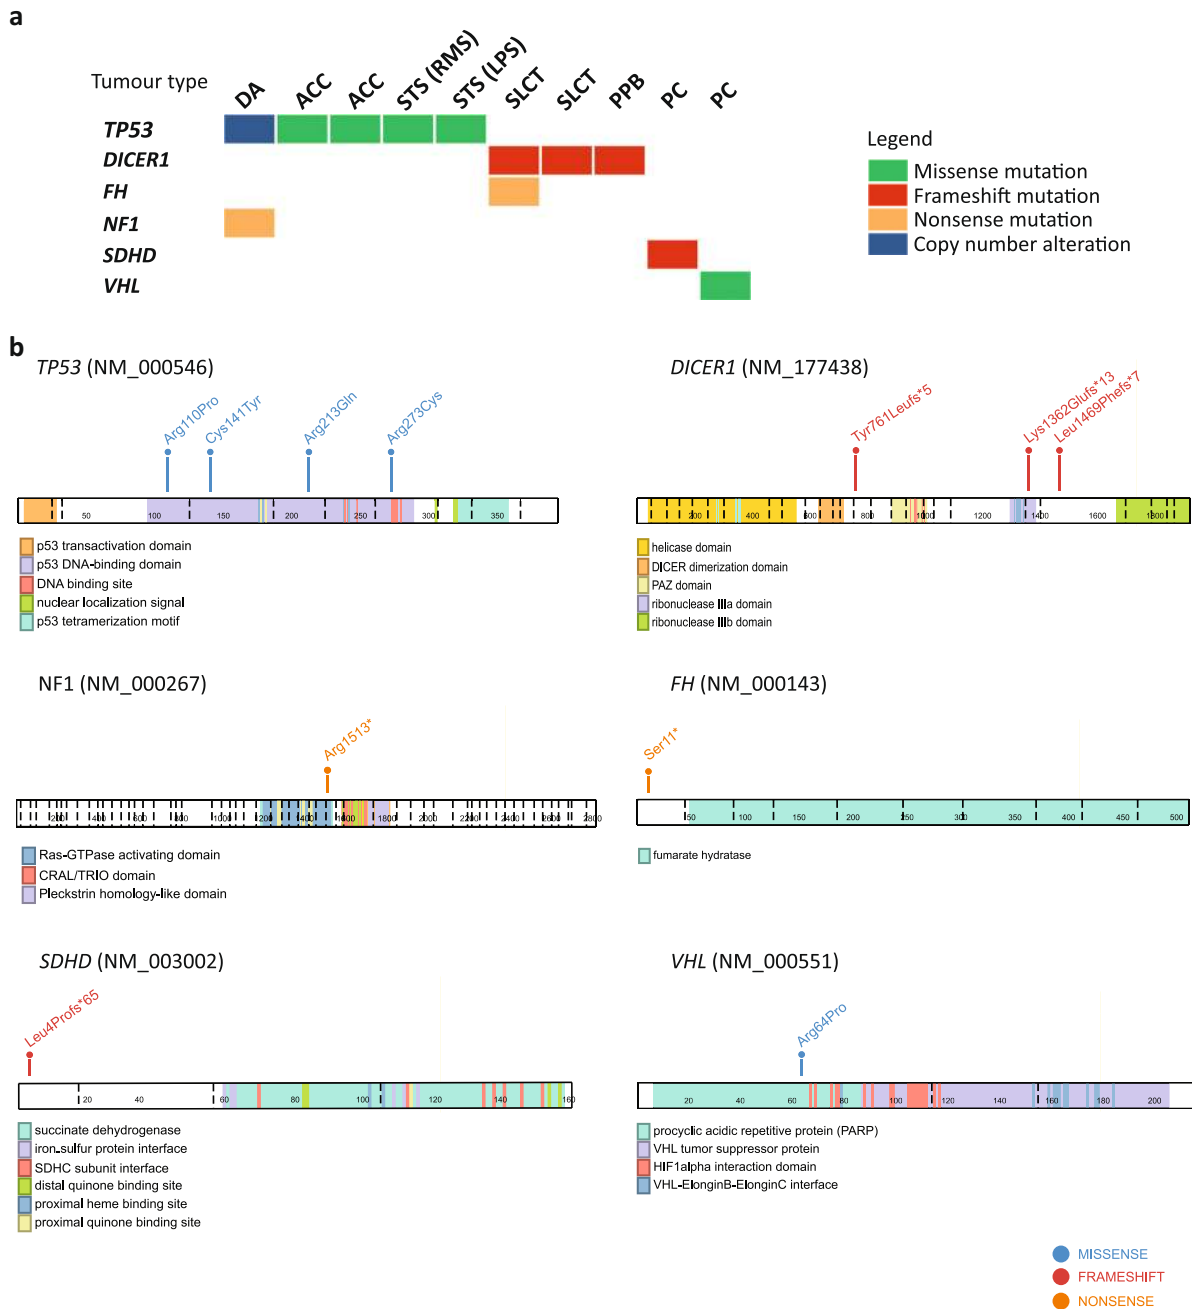 a
Tumour type
DA ACC ACC STS (RMS) STS (LPS) SLCT SLCT PPB PC PC
TP53
DICER1
FH
NF1
SDHD
VHL
Legend
Missense mutation
Frameshift mutation
Nonsense mutation
Copy number alteration
b
TP53 (NM_000546)
Arg110Pro Cys141Tyr Arg213Gln Arg273Cys
50 100 150 200 250 300 350
p53 transactivation domain
p53 DNA-binding domain
DNA binding site
nuclear localization signal
p53 tetramerization motif
DICER1 (NM_177438)
Tyr761Leufs*5 Lys1362Glufs*13 Leu1469Phefs*7
200 400 600 800 1000 1200 1400 1600 1800
helicase domain
DICER dimerization domain
PAZ domain
ribonuclease IIIa domain
ribonuclease IIIb domain
NF1 (NM_000267)
Arg1513*
200 400 600 800 1000 1200 1400 1600 1800 2000 2200 2400 2600 2800
Ras-GTPase activating domain
CRAL/TRIO domain
Pleckstrin homology-like domain
FH (NM_000143)
Ser11*
50 100 150 200 250 300 350 400 450 500
fumarate hydratase
SDHD (NM_003002)
Leu4Profs*65
20 40 60 80 100 120 140 160
succinate dehydrogenase
iron-sulfur protein interface
SDHC subunit interface
distal quinone binding site
proximal heme binding site
proximal quinone binding site
VHL (NM_000551)
Arg64Pro
20 40 60 80 100 120 140 160 180 200
procyclic acidic repetitive protein (PARP)
VHL tumor suppressor protein
HIF1alpha interaction domain
VHL-ElonginB-ElonginC interface
MISSENSE
FRAMESHIFT
NONSENSE